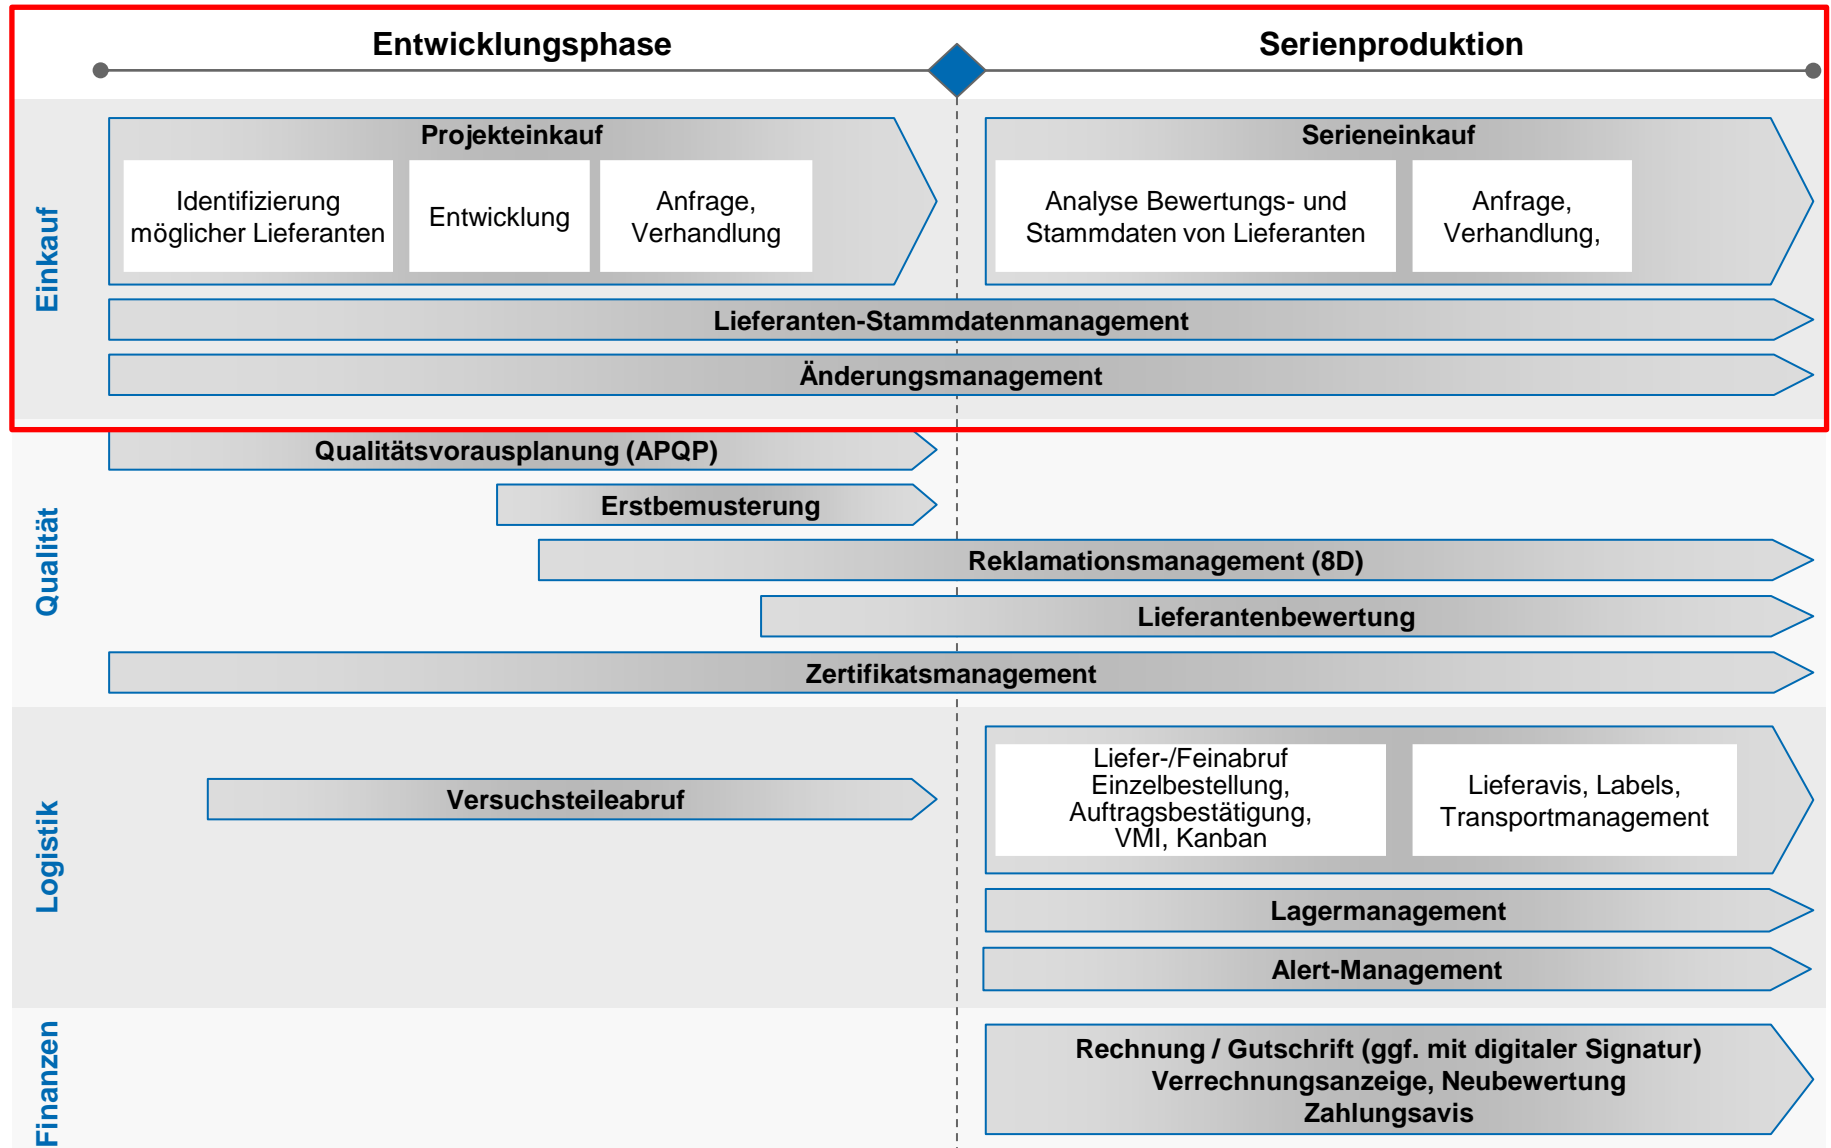 Entwicklungsphase
Serienproduktion
Einkauf
Projekteinkauf
Identifizierung
möglicher Lieferanten
Entwicklung
Anfrage,
Verhandlung
Serieneinkauf
Analyse Bewertungs- und
Stammdaten von Lieferanten
Anfrage,
Verhandlung,
Lieferanten-Stammdatenmanagement
Änderungsmanagement
Qualität
Qualitätsvorausplanung (APQP)
Erstbemusterung
Reklamationsmanagement (8D)
Lieferantenbewertung
Zertifikatsmanagement
Logistik
Versuchsteileabruf
Liefer-/Feinabruf
Einzelbestellung,
Auftragsbestätigung,
VMI, Kanban
Lieferavis, Labels,
Transportmanagement
Lagermanagement
Alert-Management
Finanzen
Rechnung / Gutschrift (ggf. mit digitaler Signatur)
Verrechnungsanzeige, Neubewertung
Zahlungsavis